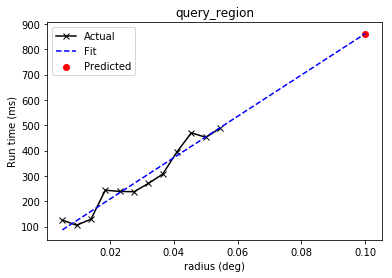 query_region
Actual
Fit
Predicted
900
800
700
600
500
400
300
200
100
Run time (ms)
0.02 0.04 0.06 0.08 0.10
radius (deg)